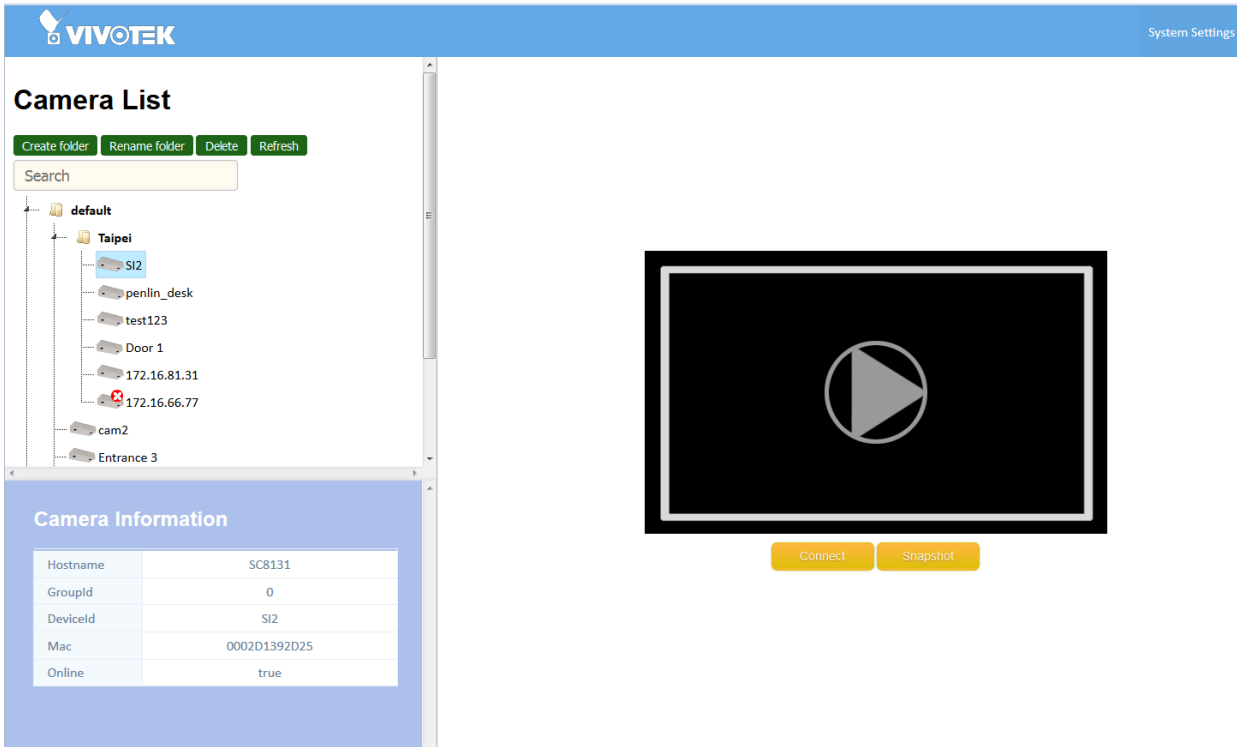 VIVOTEK
System Settings
Camera List
Create folder Rename folder Delete Refresh
Search
default
Taipei
SI2
penlin_desk
test123
Door 1
172.16.81.31
172.16.66.77
cam2
Entrance 3
Camera Information
Hostname SC8131
GroupId 0
DeviceId SI2
Mac 0002D1392D25
Online true
Connect Snapshot